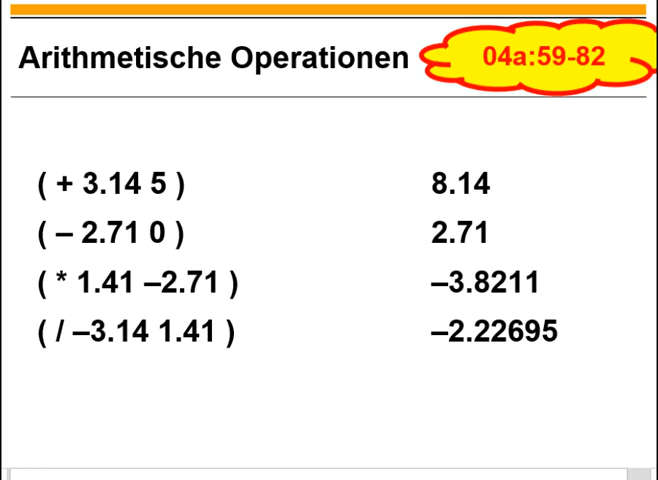 Arithmetische Operationen 04a:59-82
( + 3.14 5 ) 8.14
( – 2.71 0 ) 2.71
( * 1.41 –2.71 ) –3.8211
( / –3.14 1.41 ) –2.22695